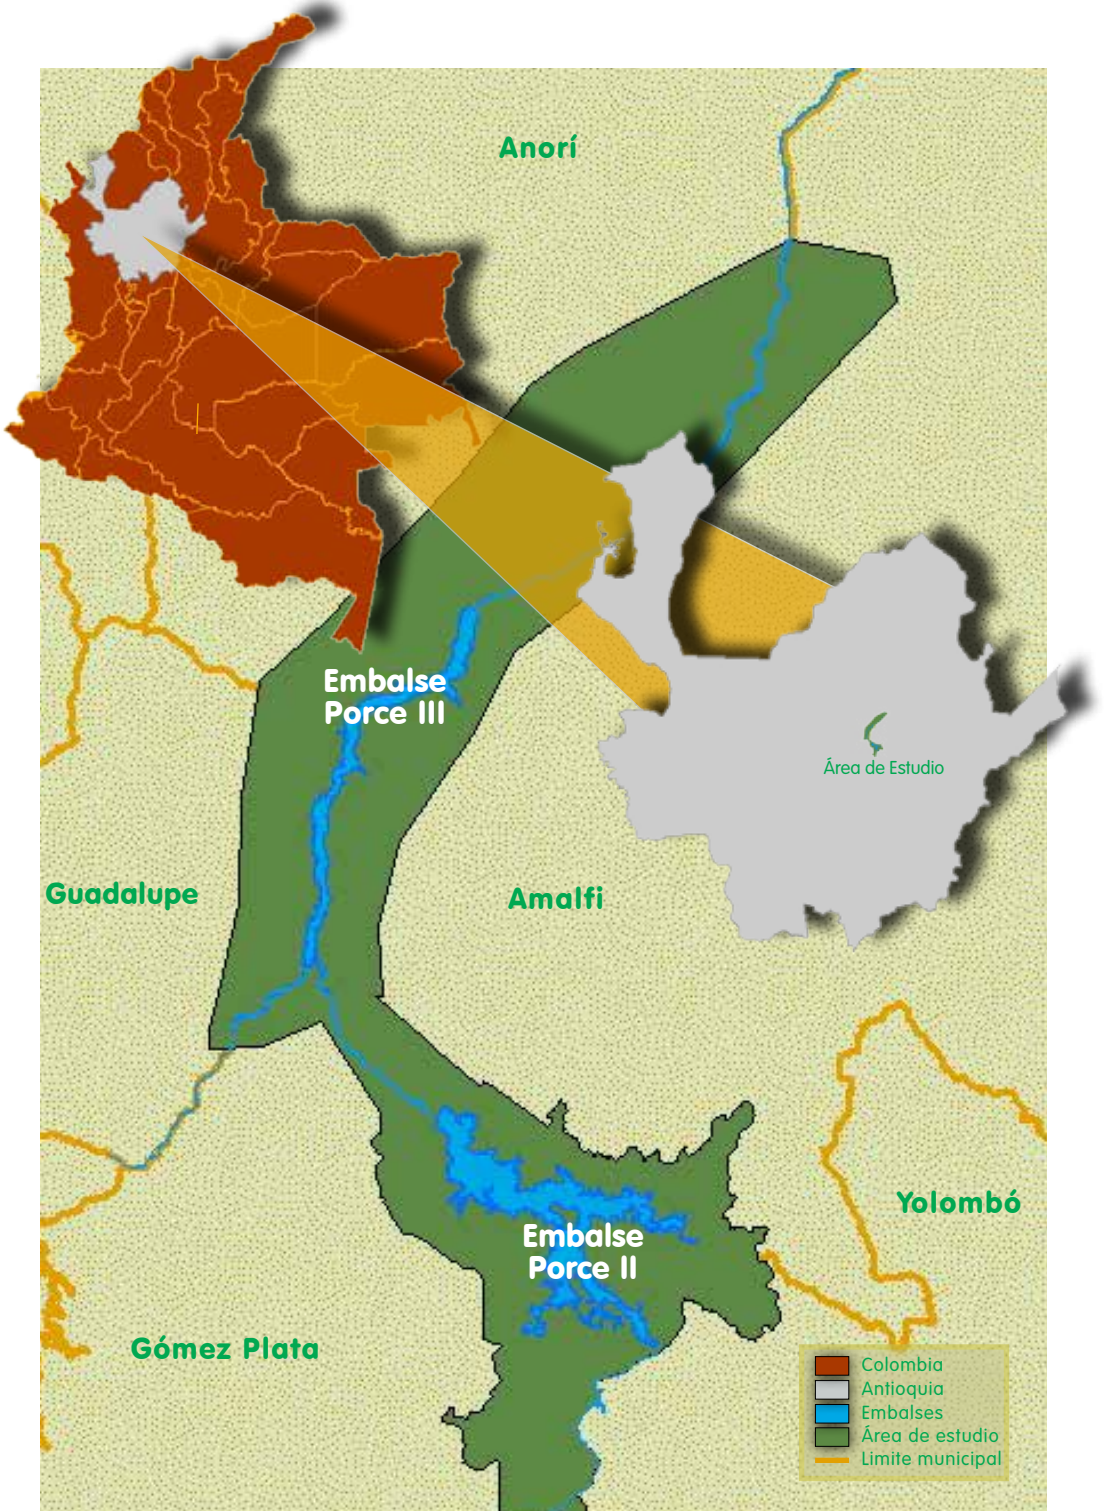 Anorí
Embalse
Porce III
Área de Estudio
Guadalupe
Amalfi
Yolombó
Embalse
Porce II
Gómez Plata
Colombia
Antioquia
Embalses
Área de estudio
Limite municipal